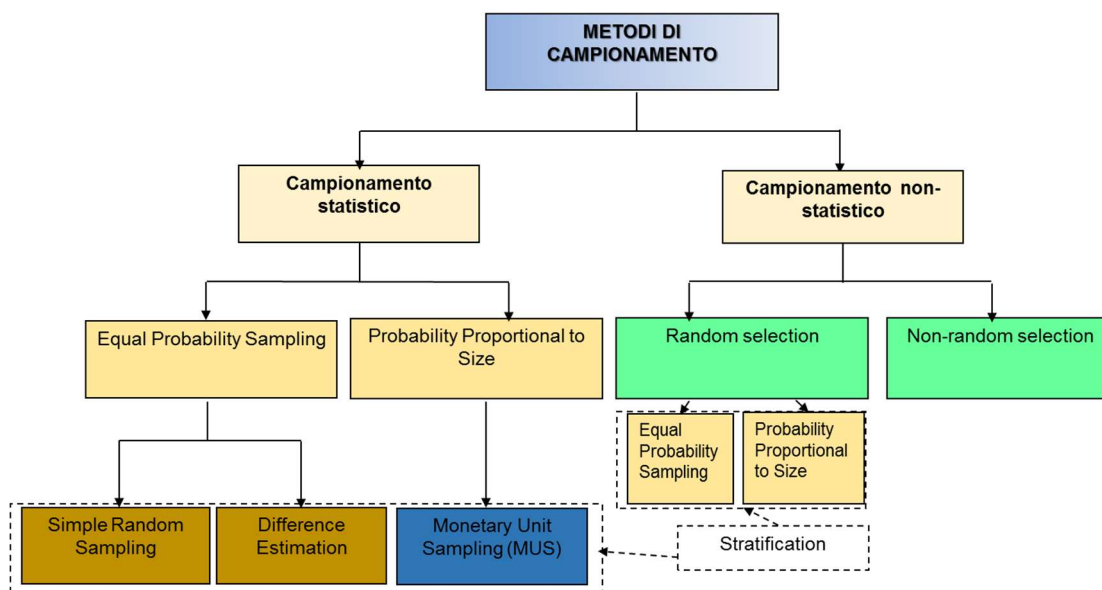 METODI DI
CAMPIONAMENTO
Campionamento
statistico
Campionamento non-
statistico
Equal Probability Sampling
Probability Proportional to
Size
Random selection
Non-random selection
Equal
Probability
Sampling
Probability
Proportional
to Size
Simple Random
Sampling
Difference
Estimation
Monetary Unit
Sampling (MUS)
Stratification